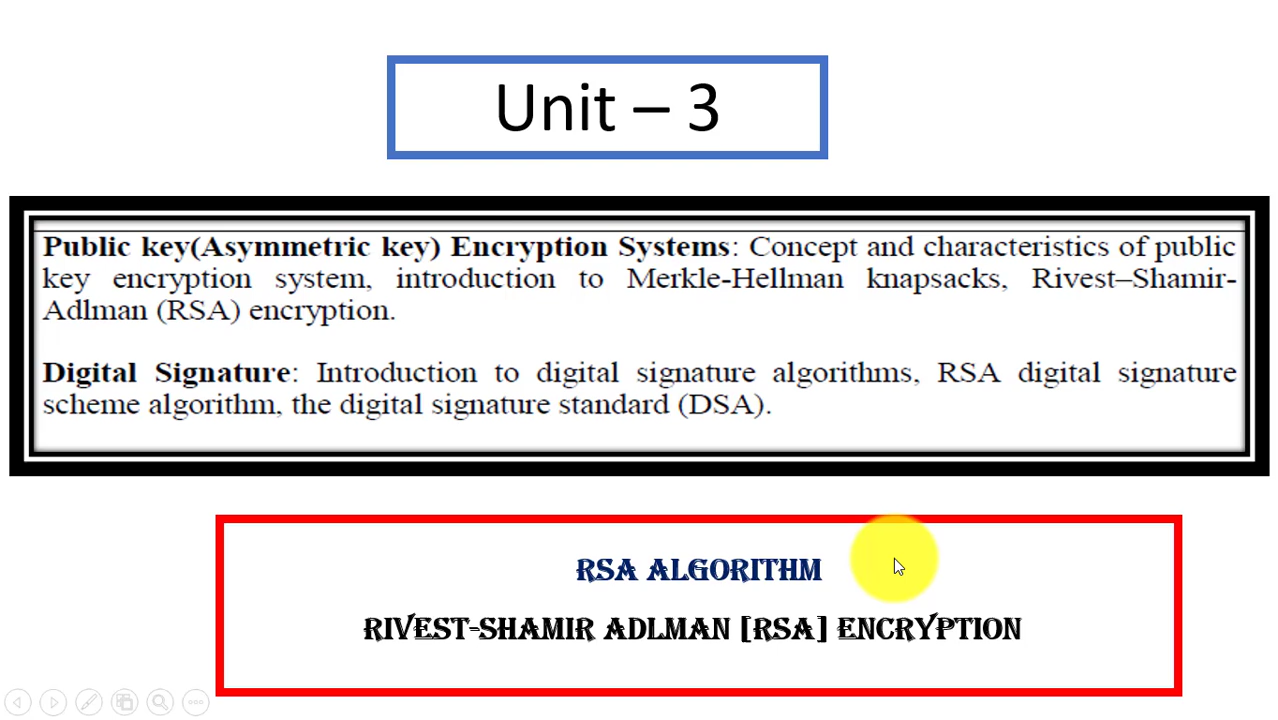 Unit – 3
Public key(Asymmetric key) Encryption Systems: Concept and characteristics of public
key encryption system, introduction to Merkle-Hellman knapsacks, Rivest–Shamir-
Adlman (RSA) encryption.
Digital Signature: Introduction to digital signature algorithms, RSA digital signature
scheme algorithm, the digital signature standard (DSA).
RSA ALGORITHM
RIVEST-SHAMIR ADLMAN [RSA] ENCRYPTION